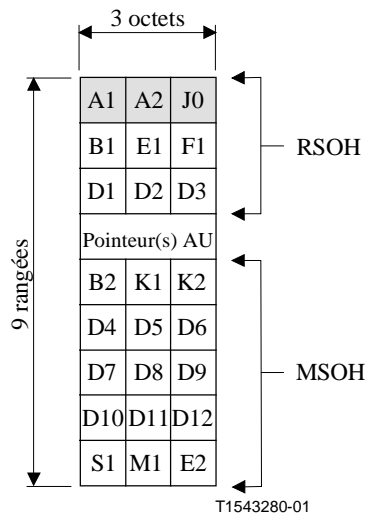 3 octets
A1 A2 J0
B1 E1 F1
D1 D2 D3
RSOH
Pointeur(s) AU
9 rangées
B2 K1 K2
D4 D5 D6
D7 D8 D9
MSOH
D10 D11 D12
S1 M1 E2
T1543280-01